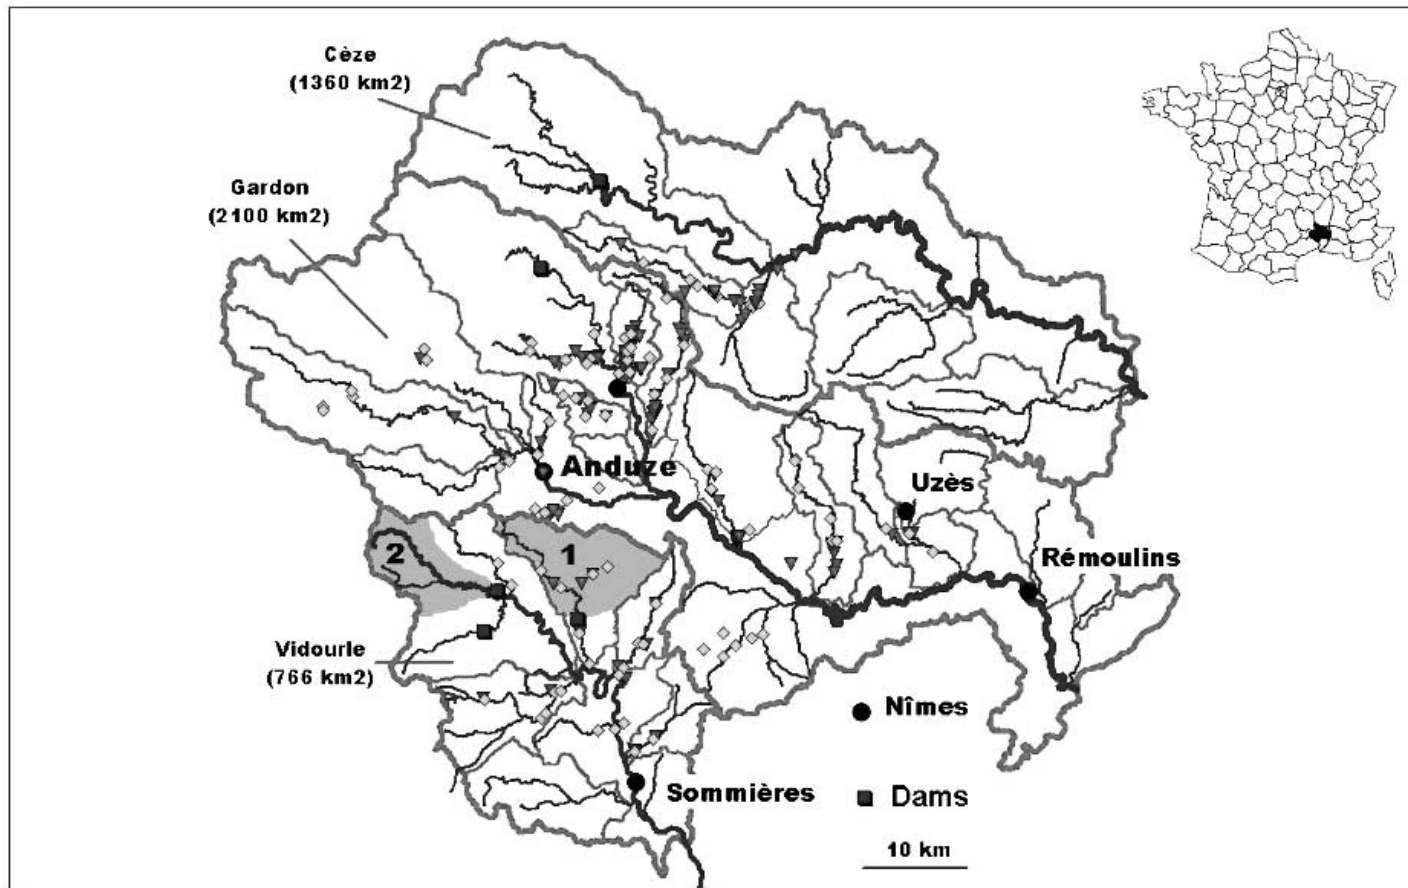 Cèze
(1360 km2)
Gardon
(2100 km2)
Anduze
Uzès
2
1
Rémoulins
Vidourle
(766 km2)
Nîmes
Sommières
Dams
10 km